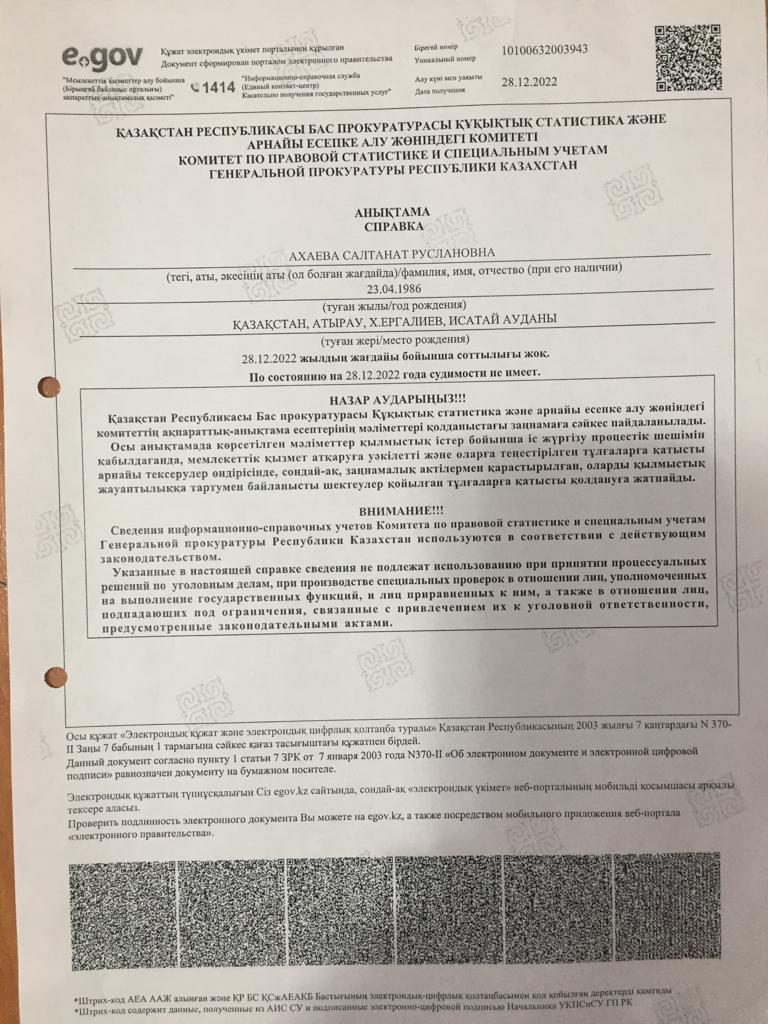 e.gov
Құжат электрондық үкімет порталымен құрылған
Документ сформирован порталом электронного правительства
"Мемлекеттік қызметтер алу бойынша
(Бірыңғай байланыс орталығы)
ақпараттық-анықтамалық қызметі"
1414
"Информационно-справочная служба
(Единый контакт-центр)
Касательно получения государственных услуг"
Бірегей нөмір
Уникальный номер
10100632003943
Алу күні мен уақыты
Дата получения
28.12.2022
ҚАЗАҚСТАН РЕСПУБЛИКАСЫ БАС ПРОКУРАТУРАСЫ ҚҰҚЫҚТЫҚ СТАТИСТИКА ЖӘНЕ
АРНАЙЫ ЕСЕПКЕ АЛУ ЖӨНІНДЕГІ КОМИТЕТІ
КОМИТЕТ ПО ПРАВОВОЙ СТАТИСТИКЕ И СПЕЦИАЛЬНЫМ УЧЕТАМ
ГЕНЕРАЛЬНОЙ ПРОКУРАТУРЫ РЕСПУБЛИКИ КАЗАХСТАН
АНЫҚТАМА
СПРАВКА
АХАЕВА САЛТАНАТ РУСЛАНОВНА
(тегі, аты, әкесінің аты (ол болған жағдайда)/фамилия, имя, отчество (при его наличии)
23.04.1986
(туған жылы/год рождения)
ҚАЗАҚСТАН, АТЫРАУ, Х.ЕРГАЛИЕВ, ИСАТАЙ АУДАНЫ
(туған жері/место рождения)
28.12.2022 жылдың жағдайы бойынша соттылығы жоқ.
По состоянию на 28.12.2022 года судимости не имеет.
НАЗАР АУДАРЫҢЫЗ!!!
Қазақстан Республикасы Бас прокуратурасы Құқықтық статистика және арнайы есепке алу жөніндегі
комитеттің ақпараттық-анықтама есептерінің мәліметтері қолданыстағы заңнамаға сәйкес пайдаланылады.
Осы анықтамада көрсетілген мәліметтер қылмыстық істер бойынша іс жүргізу процестік шешімін
қабылдағанда, мемлекеттік қызмет атқаруға уәкілетті және оларға теңестірілген тұлғаларға қатысты
арнайы тексерулер өндірісінде, сондай-ақ, заңнамалық актілермен қарастырылған, оларды қылмыстық
жауаптылыққа тартумен байланысты шектеулер қойылған тұлғаларға қатысты қолдануға жатпайды.
ВНИМАНИЕ!!!
Сведения информационно-справочных учетов Комитета по правовой статистике и специальным учетам
Генеральной прокуратуры Республики Казахстан используются в соответствии с действующим
законодательством.
Указанные в настоящей справке сведения не подлежат использованию при принятии процессуальных
решений по уголовным делам, при производстве специальных проверок в отношении лиц, уполномоченных
на выполнение государственных функций, и лиц приравненных к ним, а также в отношении лиц,
подпадающих под ограничения, связанные с привлечением их к уголовной ответственности,
предусмотренные законодательными актами.
Осы құжат «Электрондық құжат және электрондық цифрлық қолтаңба туралы» Қазақстан Республикасының 2003 жылғы 7 қаңтардағы N 370-
II Заңы 7 бабының 1 тармағына сәйкес қағаз тасығыштағы құжатпен бірдей.
Данный документ согласно пункту 1 статьи 7 ЗРК от 7 января 2003 года N370-II «Об электронном документе и электронной цифровой
подписи» равнозначен документу на бумажном носителе.
Электрондық құжаттың түпнұсқалығын Сіз egov.kz сайтында, сондай-ақ «электрондық үкімет» веб-порталының мобильді қосымшасы арқылы
тексере аласыз.
Проверить подлинность электронного документа Вы можете на egov.kz, а также посредством мобильного приложения веб-портала
«электронного правительства».
*Штрих-код АЕА ААЖ алынған және ҚР БС ҚСжАЕАКБ Бастығының электрондық-цифрлық қолтаңбасымен қол қойылған деректерді қамтиды
*Штрих-код содержит данные, полученные из АИС СУ и подписанные электронно-цифровой подписью Начальника УКПСиСУ ГП РК